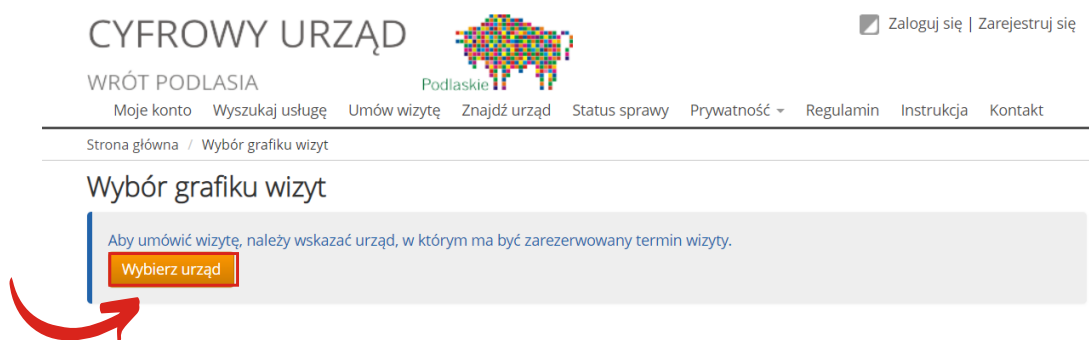 CYFROWY URZĄD
WRÓT PODLASIA
Podlaskie
Zaloguj się | Zarejestruj się
Moje konto Wyszukaj usługę Umów wizytę Znajdź urząd Status sprawy Prywatność Regulamin Instrukcja Kontakt
Strona główna / Wybór grafiku wizyt
Wybór grafiku wizyt
Aby umówić wizytę, należy wskazać urząd, w którym ma być zarezerwowany termin wizyty.
Wybierz urząd